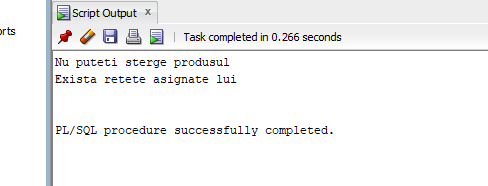 orts
Script Output x
Task completed in 0.266 seconds
Nu puteti sterge produsul
Exista retete asignate lui
PL/SQL procedure successfully completed.